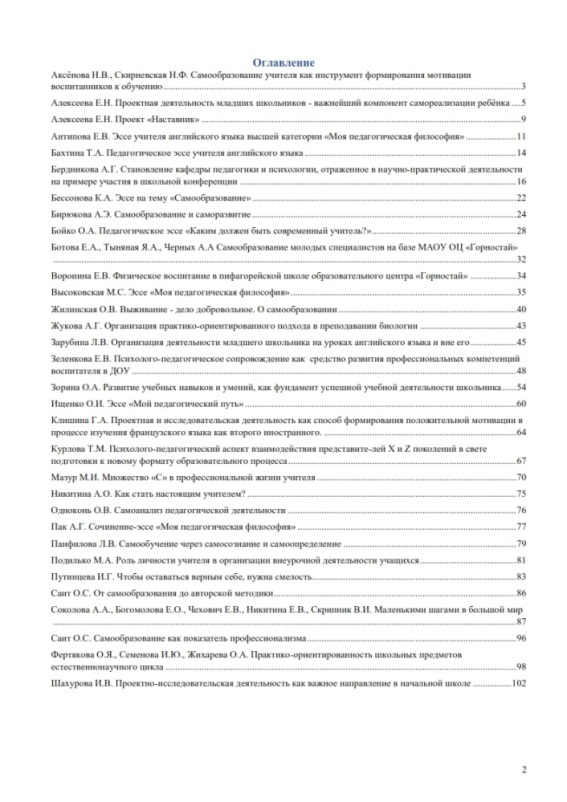 Оглавление
Аксёнова Н.В., Скирневская Н.Ф. Самообразование учителя как инструмент формирования мотивации
воспитанников к обучению ... 3
Алексеева Е.Н. Проектная деятельность младших школьников - важнейший компонент самореализации ребёнка ... 5
Алексеева Е.Н. Проект «Наставник» ... 9
Антипова Е.В. Эссе учителя английского языка высшей категории «Моя педагогическая философия» ... 11
Бахтина Т.А. Педагогическое эссе учителя английского языка ... 14
Бердникова А.Г. Становление кафедры педагогики и психологии, отраженное в научно-практической деятельности
на примере участия в школьной конференции ... 16
Бессонова К.А. Эссе на тему «Самообразование» ... 22
Бирюкова А.Э. Самообразование и саморазвитие ... 24
Бойко О.А. Педагогическое эссе «Каким должен быть современный учитель?» ... 28
Ботова Е.А., Тыняная Я.А., Черных А.А Самообразование молодых специалистов на базе МАОУ ОЦ «Горностай»
... 32
Воронина Е.В. Физическое воспитание в пифагорейской школе образовательного центра «Горностай» ... 34
Высоковская М.С. Эссе «Моя педагогическая философия» ... 35
Жилинская О.В. Выживание - дело добровольное. О самообразовании ... 40
Жукова А.Г. Организация практико-ориентированного подхода в преподавании биологии ... 43
Зарубина Л.В. Организация деятельности младшего школьника на уроках английского языка и вне его ... 45
Зеленкова Е.В. Психолого-педагогическое сопровождение как средство развития профессиональных компетенций
воспитателя в ДОУ ... 48
Зорина О.А. Развитие учебных навыков и умений, как фундамент успешной учебной деятельности школьника ... 54
Ищенко О.И. Эссе «Мой педагогический путь» ... 60
Клишина Г.А. Проектная и исследовательская деятельность как способ формирования положительной мотивации в
процессе изучения французского языка как второго иностранного. ... 64
Курлова Т.М. Психолого-педагогический аспект взаимодействия представите-лей X и Z поколений в свете
подготовки к новому формату образовательного процесса ... 67
Мазур М.И. Множество «С» в профессиональной жизни учителя ... 70
Никитина А.О. Как стать настоящим учителем? ... 75
Одноконь О.В. Самоанализ педагогической деятельности ... 76
Пак А.Г. Сочинение-эссе «Моя педагогическая философия» ... 77
Панфилова Л.В. Самообучение через самосознание и самоопределение ... 79
Подилько М.А. Роль личности учителя в организации внеурочной деятельности учащихся ... 81
Путинцева И.Г. Чтобы оставаться верным себе, нужна смелость ... 83
Саит О.С. От самообразования до авторской методики ... 86
Соколова А.А., Богомолова Е.О., Чехович Е.В., Никитина Е.В., Скрипник В.И. Маленькими шагами в большой мир
... 87
Саит О.С. Самообразование как показатель профессионализма ... 96
Фертякова О.Я., Семенова И.Ю., Жихарева О.А. Практико-ориентированность школьных предметов
естественнонаучного цикла ... 98
Шахурова И.В. Проектно-исследовательская деятельность как важное направление в начальной школе ... 102
2